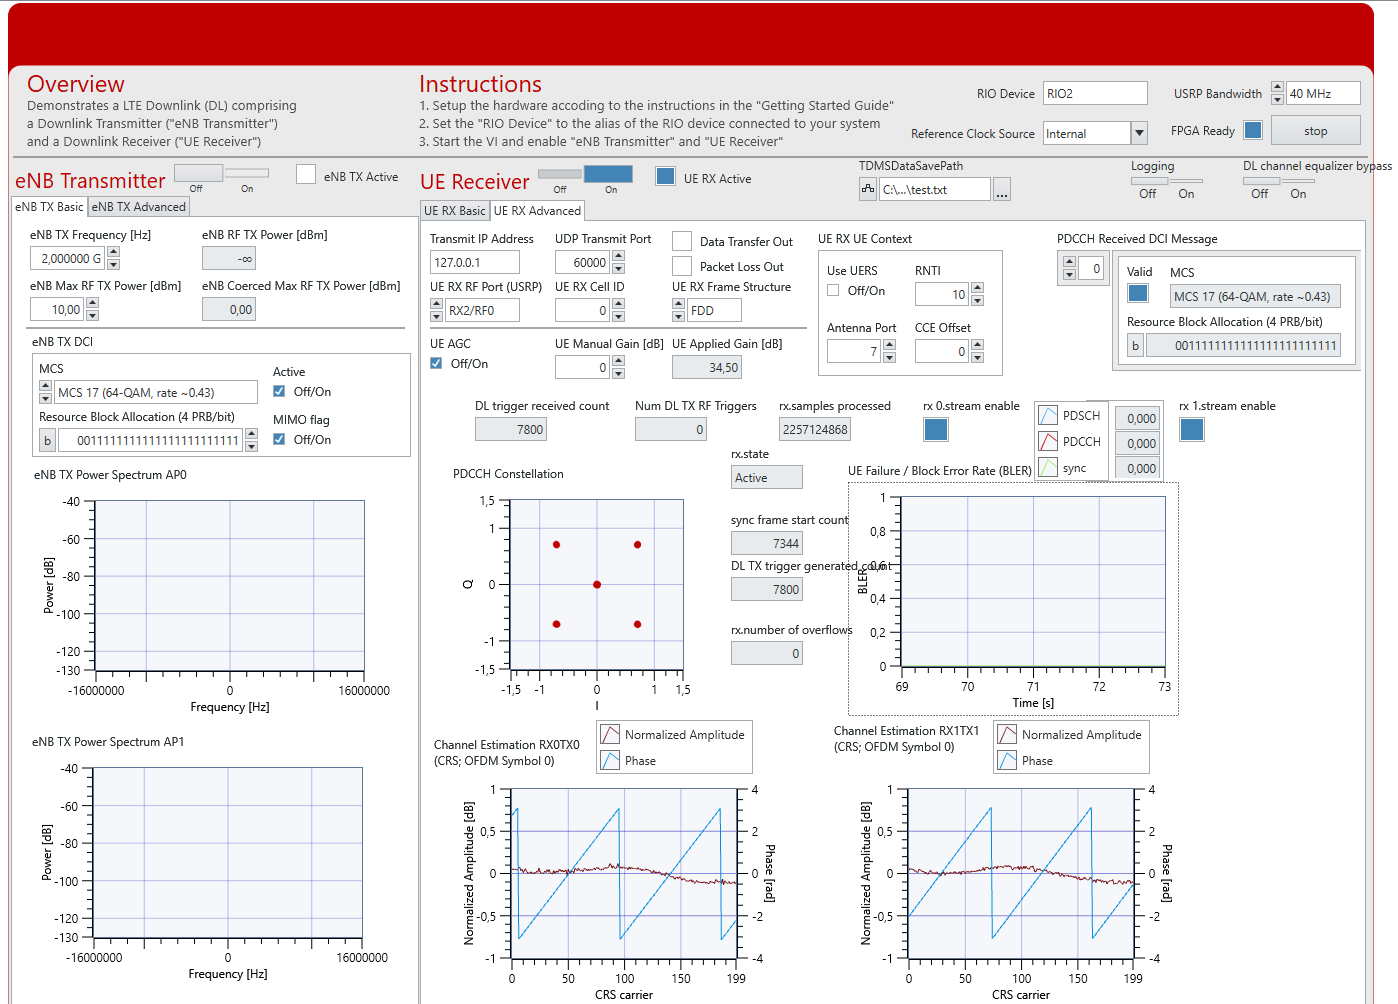 Overview
Demonstrates a LTE Downlink (DL) comprising
a Downlink Transmitter ("eNB Transmitter")
and a Downlink Receiver ("UE Receiver")
Instructions
1. Setup the hardware accoding to the instructions in the "Getting Started Guide"
2. Set the "RIO Device" to the alias of the RIO device connected to your system
3. Start the VI and enable "eNB Transmitter" and "UE Receiver"
RIO Device RIO2
USRP Bandwidth 40 MHz
Reference Clock Source Internal
FPGA Ready stop
eNB Transmitter
Off On
eNB TX Active
UE Receiver
Off On
UE RX Active
TDMSDataSavePath
C:\...\test.txt ...
Logging
Off On
DL channel equalizer bypass
Off On
eNB TX Basic eNB TX Advanced
eNB TX Frequency [Hz] eNB RF TX Power [dBm]
2,000000 G -∞
eNB Max RF TX Power [dBm] eNB Coerced Max RF TX Power [dBm]
10,00 0,00
eNB TX DCI
MCS
MCS 17 (64-QAM, rate ~0.43)
Active
Off/On
Resource Block Allocation (4 PRB/bit)
b 0011111111111111111111111
MIMO flag
Off/On
eNB TX Power Spectrum AP0
-40
-60
-80
-100
-120
-130
Power [dB]
-16000000 0 16000000
Frequency [Hz]
eNB TX Power Spectrum AP1
-40
-60
-80
-100
-120
-130
Power [dB]
-16000000 0 16000000
Frequency [Hz]
UE RX Basic UE RX Advanced
Transmit IP Address UDP Transmit Port
127.0.0.1 60000
Data Transfer Out
Packet Loss Out
UE RX RF Port (USRP) UE RX Cell ID UE RX Frame Structure
RX2/RF0 0 FDD
UE AGC UE Manual Gain [dB] UE Applied Gain [dB]
Off/On 0 34,50
UE RX UE Context
Use UERS RNTI
Off/On 10
Antenna Port CCE Offset
7 0
PDCCH Received DCI Message
0
Valid MCS
MCS 17 (64-QAM, rate ~0.43)
Resource Block Allocation (4 PRB/bit)
b 0011111111111111111111111
DL trigger received count Num DL TX RF Triggers rx.samples processed rx 0.stream enable
7800 0 2257124868
PDSCH 0,000
PDCCH 0,000
sync 0,000
rx 1.stream enable
rx.state
Active
sync frame start count
7344
DL TX trigger generated count
7800
rx.number of overflows
0
PDCCH Constellation
1,5
1
0
-1
-1,5
Q
-1,5 -1 0 1 1,5
I
UE Failure / Block Error Rate (BLER)
1
0,8
0,6
0,4
0,2
0
BLER
69 70 71 72 73
Time [s]
Channel Estimation RX0TX0
(CRS; OFDM Symbol 0)
Normalized Amplitude
Phase
1
0,5
0
-0,5
-1
Normalized Amplitude [dB]
4
2
0
-2
-4
Phase [rad]
0 50 100 150 199
CRS carrier
Channel Estimation RX1TX1
(CRS; OFDM Symbol 0)
Normalized Amplitude
Phase
1
0,5
0
-0,5
-1
Normalized Amplitude [dB]
4
2
0
-2
-4
Phase [rad]
0 50 100 150 199
CRS carrier